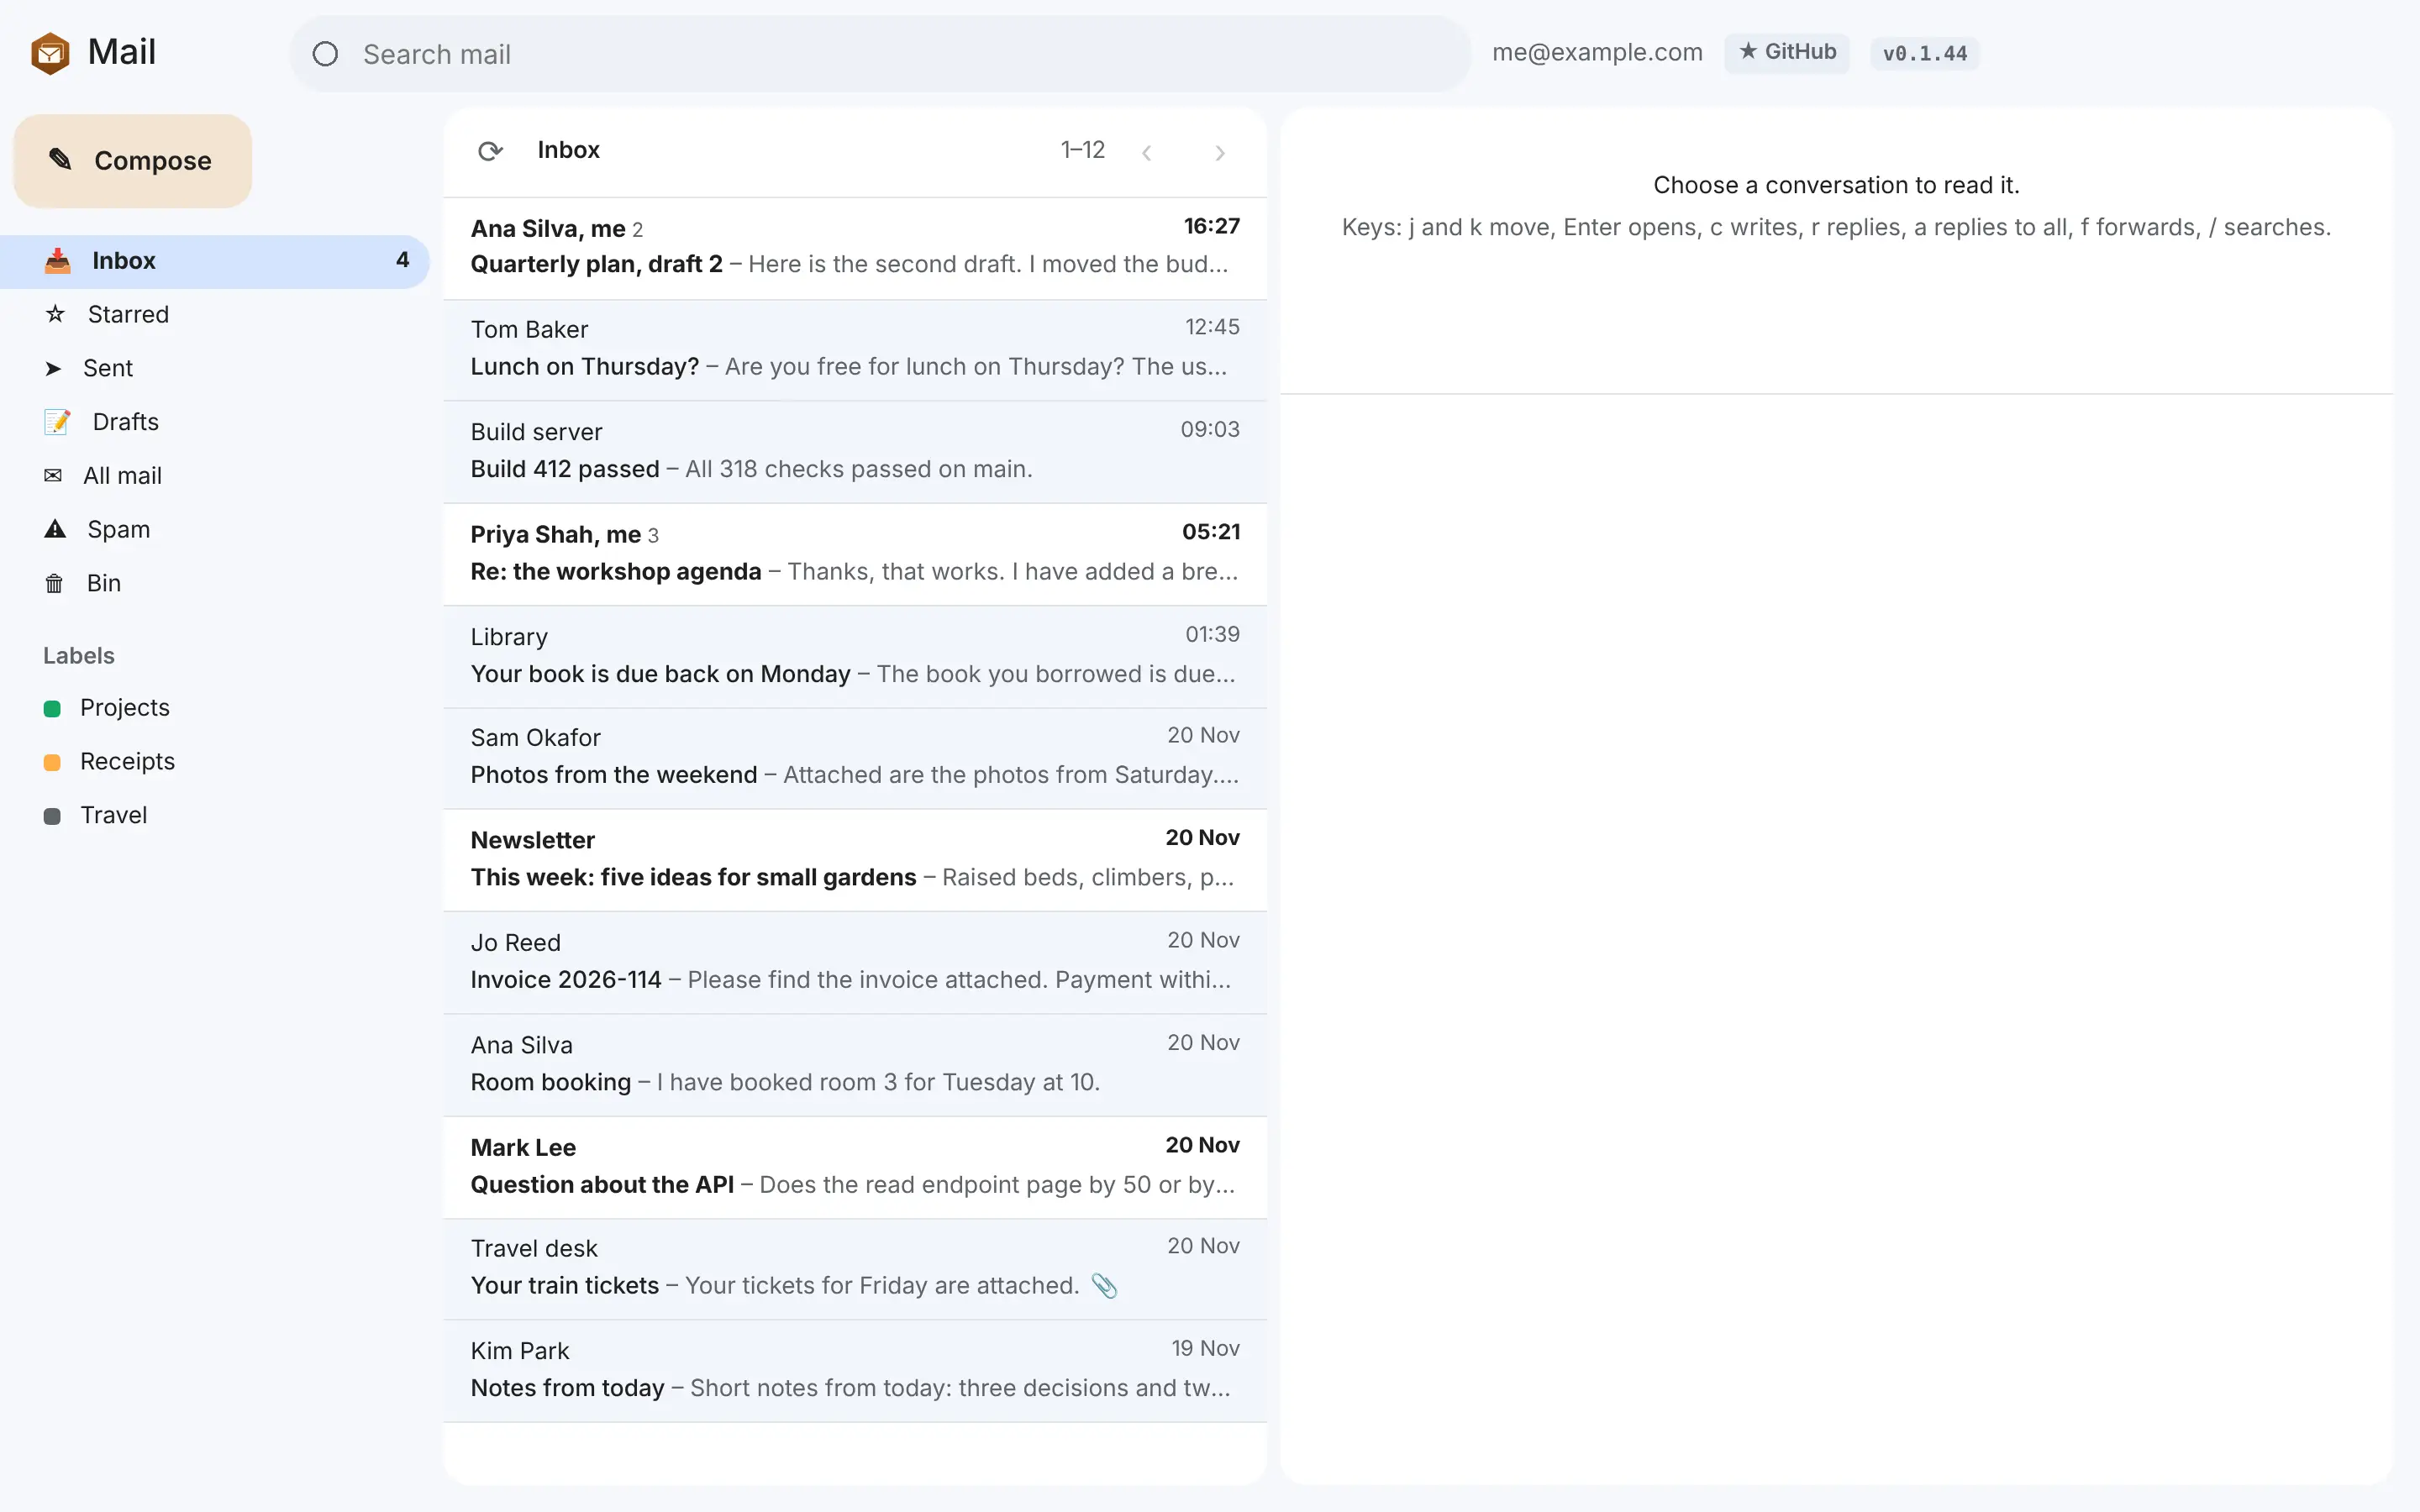 Mail
Search mail
me@example.com
★ GitHub
v0.1.44
✎ Compose
Inbox 4
Starred
Sent
Drafts
All mail
Spam
Bin
Labels
Projects
Receipts
Travel
Inbox 1–12
Ana Silva, me 2 16:27
Quarterly plan, draft 2 – Here is the second draft. I moved the bud...
Tom Baker 12:45
Lunch on Thursday? – Are you free for lunch on Thursday? The us...
Build server 09:03
Build 412 passed – All 318 checks passed on main.
Priya Shah, me 3 05:21
Re: the workshop agenda – Thanks, that works. I have added a bre...
Library 01:39
Your book is due back on Monday – The book you borrowed is due...
Sam Okafor 20 Nov
Photos from the weekend – Attached are the photos from Saturday....
Newsletter 20 Nov
This week: five ideas for small gardens – Raised beds, climbers, p...
Jo Reed 20 Nov
Invoice 2026-114 – Please find the invoice attached. Payment withi...
Ana Silva 20 Nov
Room booking – I have booked room 3 for Tuesday at 10.
Mark Lee 20 Nov
Question about the API – Does the read endpoint page by 50 or by...
Travel desk 20 Nov
Your train tickets – Your tickets for Friday are attached. 📎
Kim Park 19 Nov
Notes from today – Short notes from today: three decisions and tw...
Choose a conversation to read it.
Keys: j and k move, Enter opens, c writes, r replies, a replies to all, f forwards, / searches.